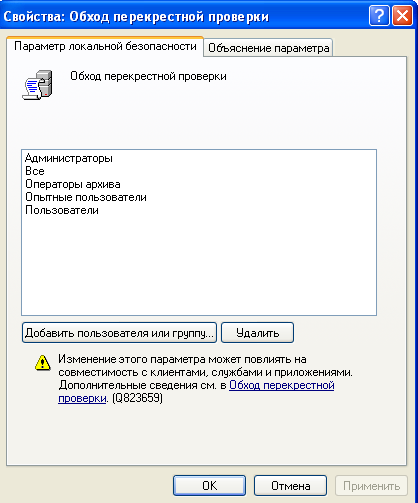 Свойства: Обход перекрестной проверки
Параметр локальной безопасности Объяснение параметра
Обход перекрестной проверки
Администраторы
Все
Операторы архива
Опытные пользователи
Пользователи
Добавить пользователя или группу... Удалить
Изменение этого параметра может повлиять на
совместимость с клиентами, службами и приложениями.
Дополнительные сведения см. в Обход перекрестной
проверки. (Q823659)
OK Отмена Применить